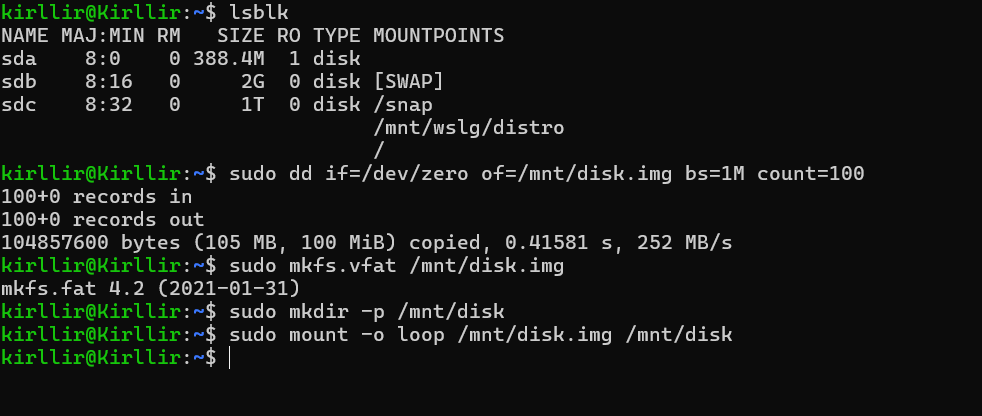 kirllir@Kirllir:~$ lsblk
NAME MAJ:MIN RM   SIZE RO TYPE MOUNTPOINTS
sda    8:0    0 388.4M  1 disk
sdb    8:16   0     2G  0 disk [SWAP]
sdc    8:32   0     1T  0 disk /snap
                               /mnt/wslg/distro
                               /
kirllir@Kirllir:~$ sudo dd if=/dev/zero of=/mnt/disk.img bs=1M count=100
100+0 records in
100+0 records out
104857600 bytes (105 MB, 100 MiB) copied, 0.41581 s, 252 MB/s
kirllir@Kirllir:~$ sudo mkfs.vfat /mnt/disk.img
mkfs.fat 4.2 (2021-01-31)
kirllir@Kirllir:~$ sudo mkdir -p /mnt/disk
kirllir@Kirllir:~$ sudo mount -o loop /mnt/disk.img /mnt/disk
kirllir@Kirllir:~$